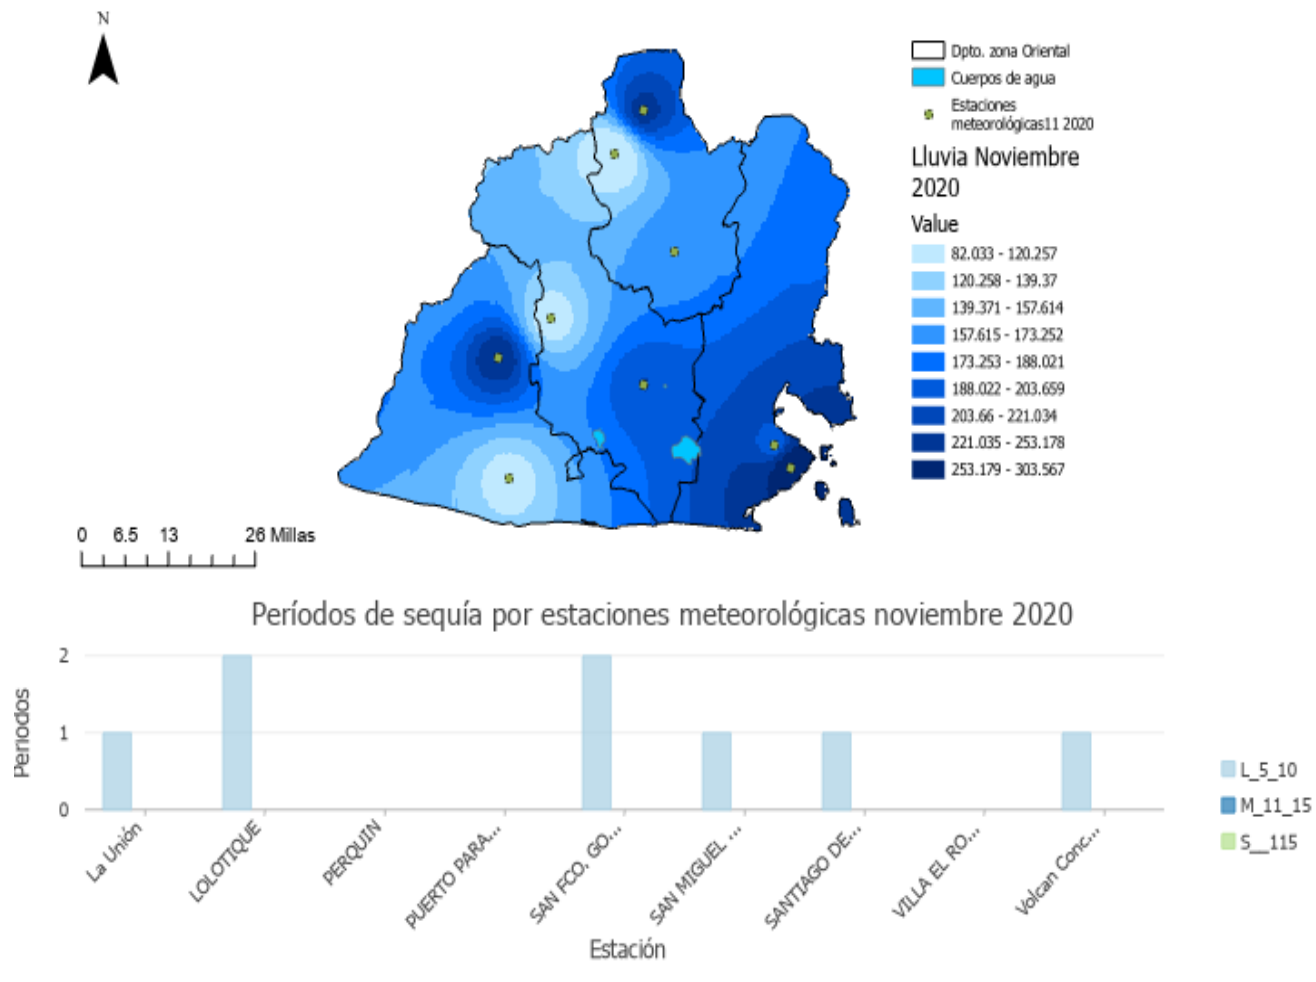 N
Dpto. zona Oriental
Cuerpos de agua
Estaciones
meteorológicas11 2020
Lluvia Noviembre
2020
Value
82.033 - 120.257
120.258 - 139.37
139.371 - 157.614
157.615 - 173.252
173.253 - 188.021
188.022 - 203.659
203.66 - 221.034
221.035 - 253.178
253.179 - 303.567
0 6.5 13 26 Millas
Períodos de sequía por estaciones meteorológicas noviembre 2020
Periodos
2
1
0
La Unión
LOLOTIQUE
PERQUIN
PUERTO PARA...
SAN FCO. GO...
SAN MIGUEL ...
SANTIAGO DE...
VILLA EL RO...
Volcan Conc...
Estación
L_5_10
M_11_15
S__115